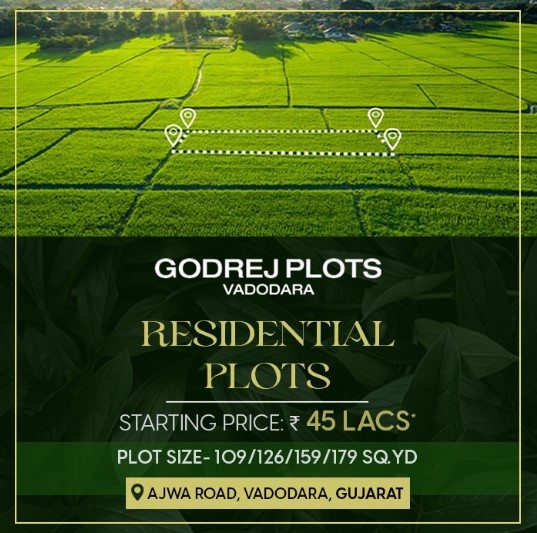 GODREJ PLOTS
VADODARA
RESIDENTIAL
PLOTS
STARTING PRICE: ₹ 45 LACS*
PLOT SIZE- 109/126/159/179 SQ.YD
AJWA ROAD, VADODARA, GUJARAT